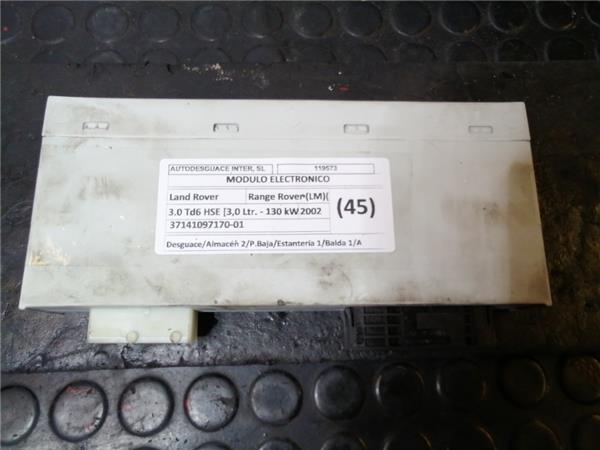 AUTODESGUACE INTER, SL 119573
MODULO ELECTRONICO
Land Rover Range Rover(LM)(
3.0 Td6 HSE [3,0 Ltr. - 130 kW 2002
(45)
37141097170-01
Desguace/Almacén 2/P.Baja/Estantería 1/Balda 1/A